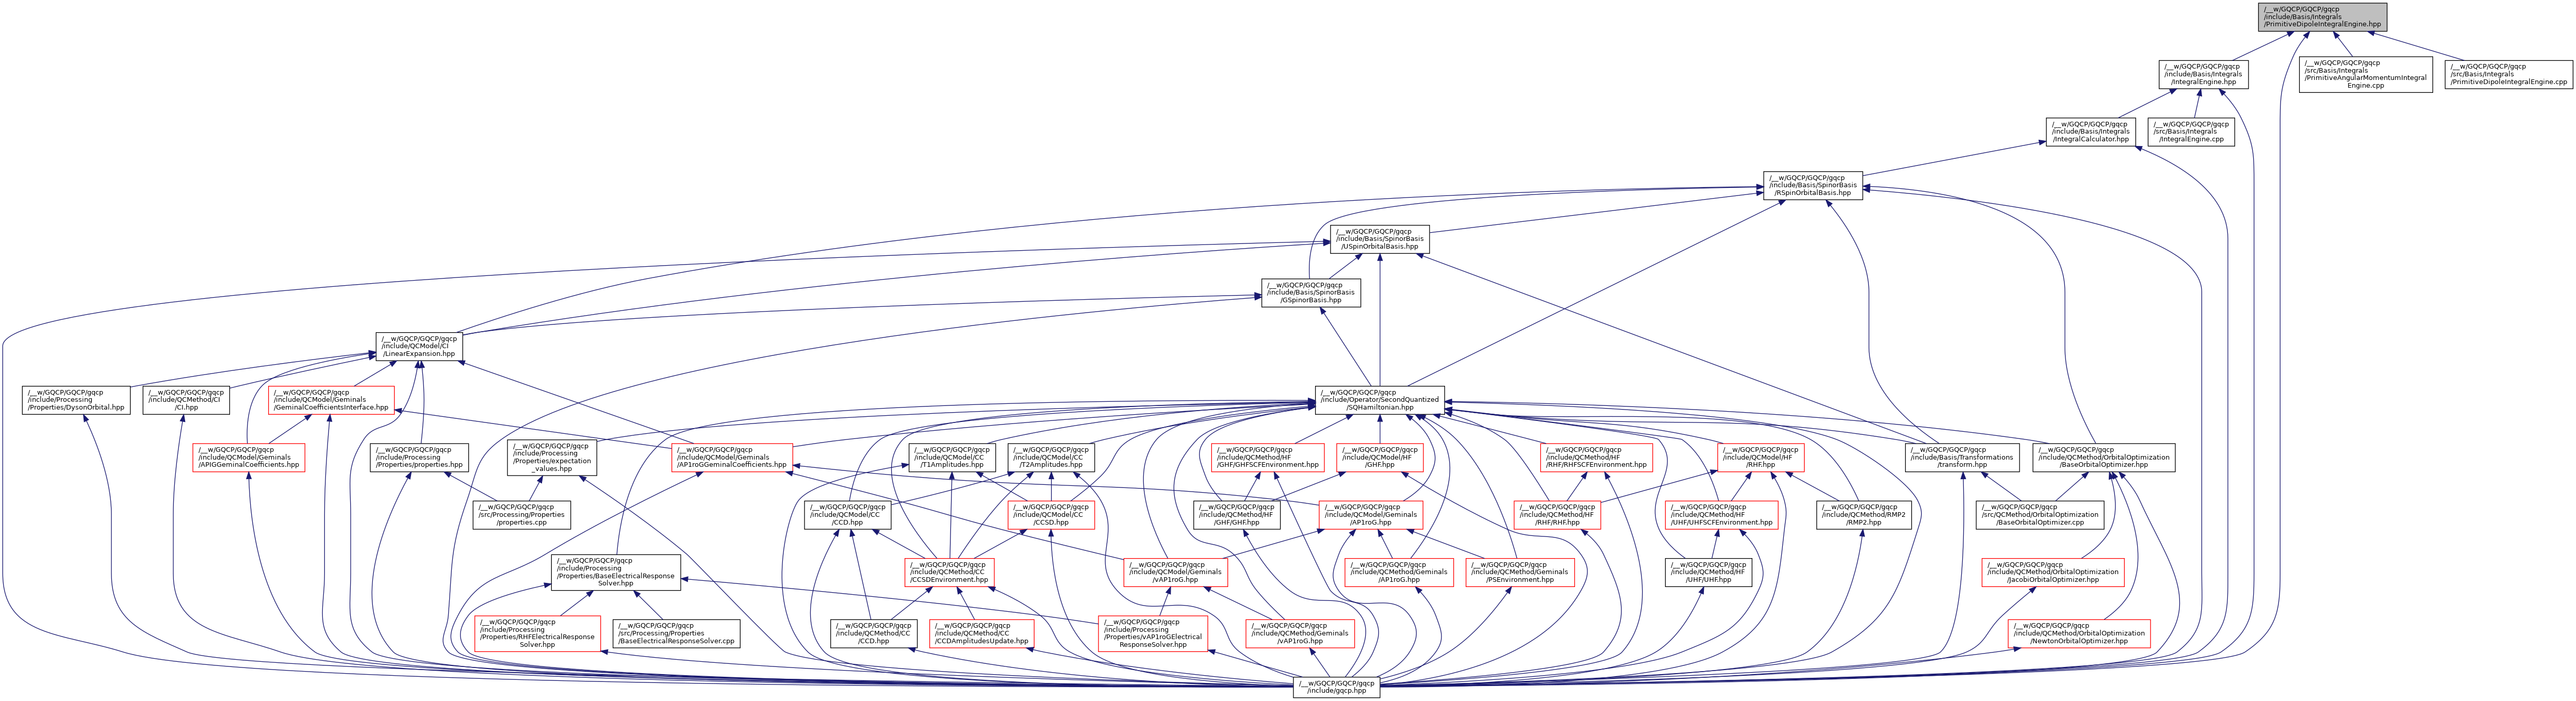 /__w/GQCP/GQCP/gqcp
/include/Basis/Integrals
/PrimitiveDipoleIntegralEngine.hpp
/__w/GQCP/GQCP/gqcp
/include/Basis/Integrals
/IntegralEngine.hpp
/__w/GQCP/GQCP/gqcp
/src/Basis/Integrals
/PrimitiveAngularMomentumIntegral
Engine.cpp
/__w/GQCP/GQCP/gqcp
/src/Basis/Integrals
/PrimitiveDipoleIntegralEngine.cpp
/__w/GQCP/GQCP/gqcp
/include/Basis/Integrals
/IntegralCalculator.hpp
/__w/GQCP/GQCP/gqcp
/src/Basis/Integrals
/IntegralEngine.cpp
/__w/GQCP/GQCP/gqcp
/include/Basis/SpinorBasis
/RSpinOrbitalBasis.hpp
/__w/GQCP/GQCP/gqcp
/include/Basis/SpinorBasis
/USpinOrbitalBasis.hpp
/__w/GQCP/GQCP/gqcp
/include/Basis/SpinorBasis
/GSpinorBasis.hpp
/__w/GQCP/GQCP/gqcp
/include/QCModel/CI
/LinearExpansion.hpp
/__w/GQCP/GQCP/gqcp
/include/Processing
/Properties/DysonOrbital.hpp
/__w/GQCP/GQCP/gqcp
/include/QCMethod/CI
/CI.hpp
/__w/GQCP/GQCP/gqcp
/include/QCModel/Geminals
/GeminalCoefficientsInterface.hpp
/__w/GQCP/GQCP/gqcp
/include/Operator/SecondQuantized
/SQHamiltonian.hpp
/__w/GQCP/GQCP/gqcp
/include/QCModel/Geminals
/APIGGeminalCoefficients.hpp
/__w/GQCP/GQCP/gqcp
/include/Processing
/Properties/properties.hpp
/__w/GQCP/GQCP/gqcp
/include/Processing
/Properties/expectation
_values.hpp
/__w/GQCP/GQCP/gqcp
/include/QCModel/Geminals
/AP1roGGeminalCoefficients.hpp
/__w/GQCP/GQCP/gqcp
/include/QCModel/CC
/T1Amplitudes.hpp
/__w/GQCP/GQCP/gqcp
/include/QCModel/CC
/T2Amplitudes.hpp
/__w/GQCP/GQCP/gqcp
/include/QCMethod/HF
/GHF/GHFSCFEnvironment.hpp
/__w/GQCP/GQCP/gqcp
/include/QCModel/HF
/GHF.hpp
/__w/GQCP/GQCP/gqcp
/include/QCMethod/HF
/RHF/RHFSCFEnvironment.hpp
/__w/GQCP/GQCP/gqcp
/include/QCModel/HF
/RHF.hpp
/__w/GQCP/GQCP/gqcp
/include/Basis/Transformations
/transform.hpp
/__w/GQCP/GQCP/gqcp
/include/QCMethod/OrbitalOptimization
/BaseOrbitalOptimizer.hpp
/__w/GQCP/GQCP/gqcp
/src/Processing/Properties
/properties.cpp
/__w/GQCP/GQCP/gqcp
/include/QCModel/CC
/CCD.hpp
/__w/GQCP/GQCP/gqcp
/include/QCModel/CC
/CCSD.hpp
/__w/GQCP/GQCP/gqcp
/include/QCMethod/HF
/GHF/GHF.hpp
/__w/GQCP/GQCP/gqcp
/include/QCModel/Geminals
/AP1roG.hpp
/__w/GQCP/GQCP/gqcp
/include/QCMethod/HF
/RHF/RHF.hpp
/__w/GQCP/GQCP/gqcp
/include/QCMethod/HF
/UHF/UHFSCFEnvironment.hpp
/__w/GQCP/GQCP/gqcp
/include/QCMethod/RMP2
/RMP2.hpp
/__w/GQCP/GQCP/gqcp
/src/QCMethod/OrbitalOptimization
/BaseOrbitalOptimizer.cpp
/__w/GQCP/GQCP/gqcp
/include/Processing
/Properties/BaseElectricalResponse
Solver.hpp
/__w/GQCP/GQCP/gqcp
/include/QCMethod/CC
/CCSDEnvironment.hpp
/__w/GQCP/GQCP/gqcp
/include/QCModel/Geminals
/vAP1roG.hpp
/__w/GQCP/GQCP/gqcp
/include/QCMethod/Geminals
/AP1roG.hpp
/__w/GQCP/GQCP/gqcp
/include/QCMethod/Geminals
/PSEnvironment.hpp
/__w/GQCP/GQCP/gqcp
/include/QCMethod/HF
/UHF/UHF.hpp
/__w/GQCP/GQCP/gqcp
/include/QCMethod/OrbitalOptimization
/JacobiOrbitalOptimizer.hpp
/__w/GQCP/GQCP/gqcp
/include/Processing
/Properties/RHFElectricalResponse
Solver.hpp
/__w/GQCP/GQCP/gqcp
/src/Processing/Properties
/BaseElectricalResponseSolver.cpp
/__w/GQCP/GQCP/gqcp
/include/QCMethod/CC
/CCD.hpp
/__w/GQCP/GQCP/gqcp
/include/QCMethod/CC
/CCDAmplitudesUpdate.hpp
/__w/GQCP/GQCP/gqcp
/include/Processing
/Properties/vAP1roGElectrical
ResponseSolver.hpp
/__w/GQCP/GQCP/gqcp
/include/QCMethod/Geminals
/vAP1roG.hpp
/__w/GQCP/GQCP/gqcp
/include/QCMethod/OrbitalOptimization
/NewtonOrbitalOptimizer.hpp
/__w/GQCP/GQCP/gqcp
/include/gqcp.hpp